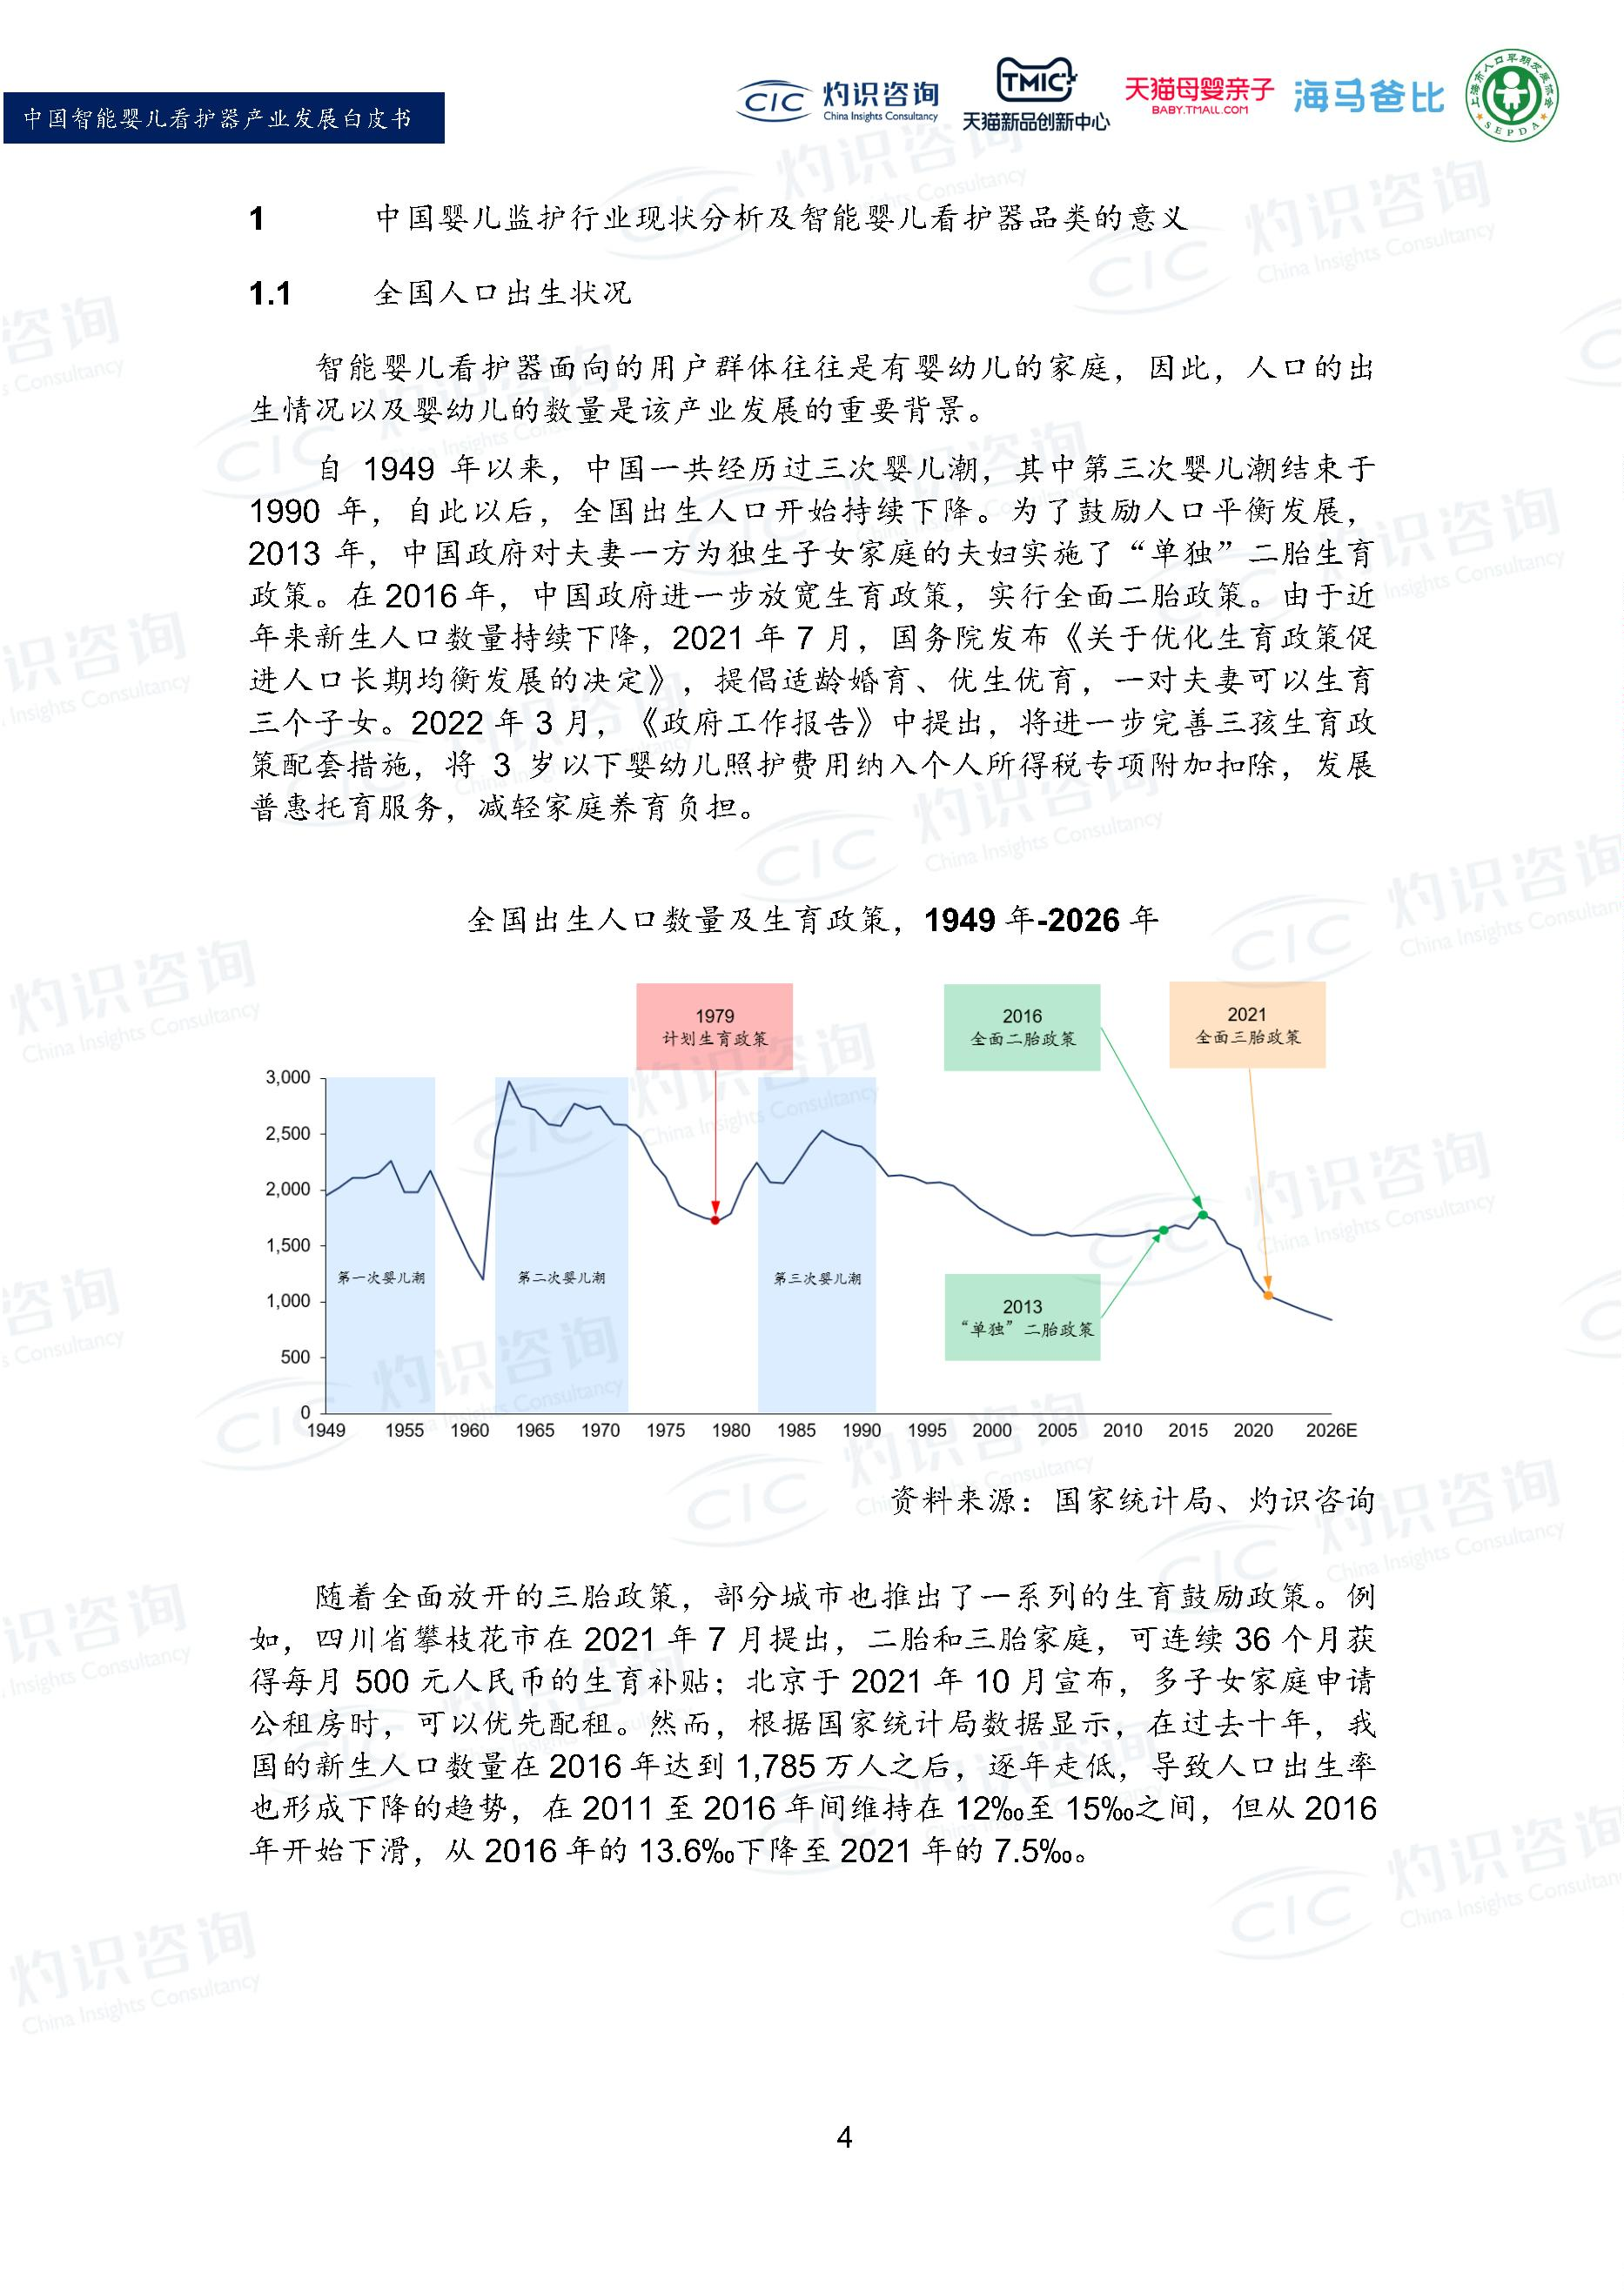 中国智能婴儿看护器产业发展白皮书
CIC 灼识咨询
China Insights Consultancy
TMIC
天猫新品创新中心
天猫母婴亲子
BABY.TMALL.COM
海马爸比
上海市人口早期发展协会
SEPDA
1 中国婴儿监护行业现状分析及智能婴儿看护器品类的意义
1.1 全国人口出生状况
智能婴儿看护器面向的用户群体往往是有婴幼儿的家庭，因此，人口的出
生情况以及婴幼儿的数量是该产业发展的重要背景。
自 1949 年以来，中国一共经历过三次婴儿潮，其中第三次婴儿潮结束于
1990 年，自此以后，全国出生人口开始持续下降。为了鼓励人口平衡发展，
2013 年，中国政府对夫妻一方为独生子女家庭的夫妇实施了“单独”二胎生育
政策。在 2016 年，中国政府进一步放宽生育政策，实行全面二胎政策。由于近
年来新生人口数量持续下降，2021 年 7 月，国务院发布《关于优化生育政策促
进人口长期均衡发展的决定》，提倡适龄婚育、优生优育，一对夫妻可以生育
三个子女。2022 年 3 月，《政府工作报告》中提出，将进一步完善三孩生育政
策配套措施，将 3 岁以下婴幼儿照护费用纳入个人所得税专项附加扣除，发展
普惠托育服务，减轻家庭养育负担。
全国出生人口数量及生育政策，1949 年-2026 年
1979
计划生育政策
2016
全面二胎政策
2021
全面三胎政策
3,000
2,500
2,000
1,500
1,000
500
0
第一次婴儿潮
第二次婴儿潮
第三次婴儿潮
2013
“单独”二胎政策
1949 1955 1960 1965 1970 1975 1980 1985 1990 1995 2000 2005 2010 2015 2020 2026E
资料来源：国家统计局、灼识咨询
随着全面放开的三胎政策，部分城市也推出了一系列的生育鼓励政策。例
如，四川省攀枝花市在 2021 年 7 月提出，二胎和三胎家庭，可连续 36 个月获
得每月 500 元人民币的生育补贴；北京于 2021 年 10 月宣布，多子女家庭申请
公租房时，可以优先配租。然而，根据国家统计局数据显示，在过去十年，我
国的新生人口数量在 2016 年达到 1,785 万人之后，逐年走低，导致人口出生率
也形成下降的趋势，在 2011 至 2016 年间维持在 12‰至 15‰之间，但从 2016
年开始下滑，从 2016 年的 13.6‰下降至 2021 年的 7.5‰。
4